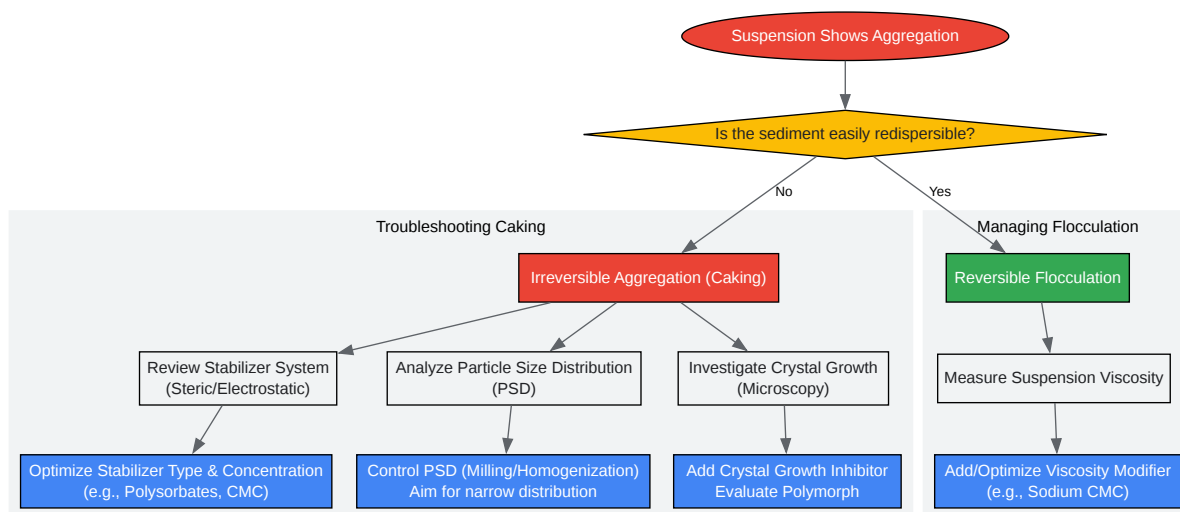 Suspension Shows Aggregation
Is the sediment easily redispersible?
No
Yes
Troubleshooting Caking
Managing Flocculation
Irreversible Aggregation (Caking)
Reversible Flocculation
Review Stabilizer System
(Steric/Electrostatic)
Analyze Particle Size Distribution
(PSD)
Investigate Crystal Growth
(Microscopy)
Measure Suspension Viscosity
Optimize Stabilizer Type & Concentration
(e.g., Polysorbates, CMC)
Control PSD (Milling/Homogenization)
Aim for narrow distribution
Add Crystal Growth Inhibitor
Evaluate Polymorph
Add/Optimize Viscosity Modifier
(e.g., Sodium CMC)